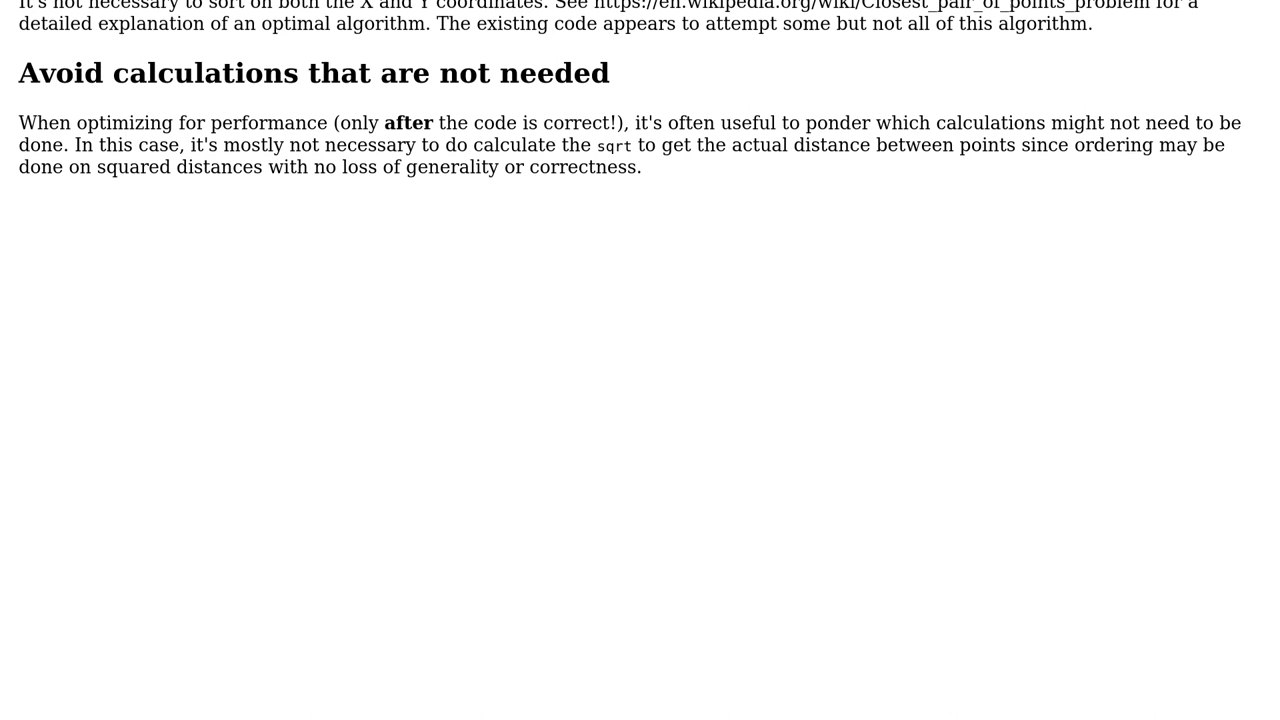 It's not necessary to sort on both the X and Y coordinates. See https://en.wikipedia.org/wiki/Closest_pair_of_points_problem for a
detailed explanation of an optimal algorithm. The existing code appears to attempt some but not all of this algorithm.
Avoid calculations that are not needed
When optimizing for performance (only after the code is correct!), it's often useful to ponder which calculations might not need to be
done. In this case, it's mostly not necessary to do calculate the sqrt to get the actual distance between points since ordering may be
done on squared distances with no loss of generality or correctness.